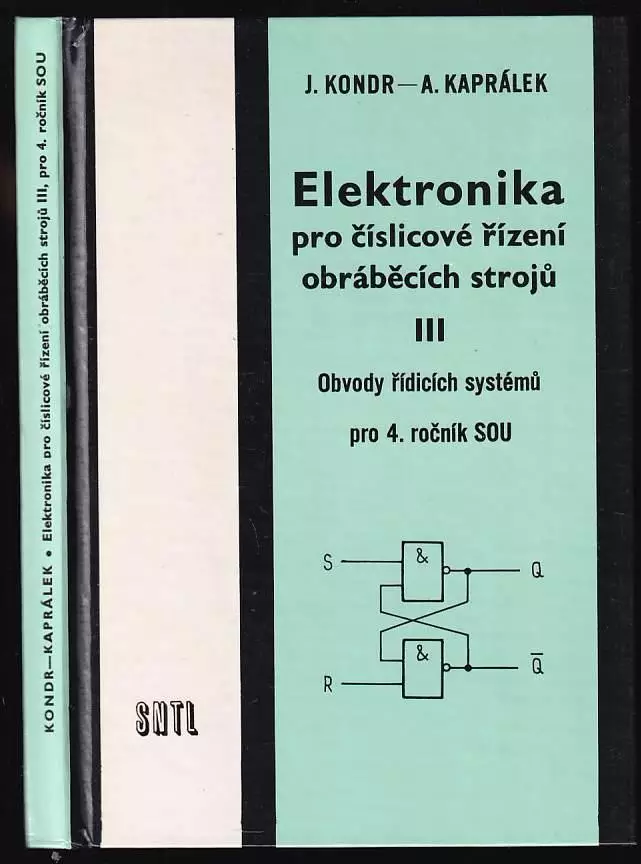 KONDR—KAPRÁLEK • Elektronika pro číslicové řízení obráběcích strojů III, pro 4. ročník SOU
J. KONDR—A. KAPRÁLEK
Elektronika
pro číslicové řízení
obráběcích strojů
III
Obvody řídicích systémů
pro 4. ročník SOU
S
&
Q
&
Q̅
R
SNTL